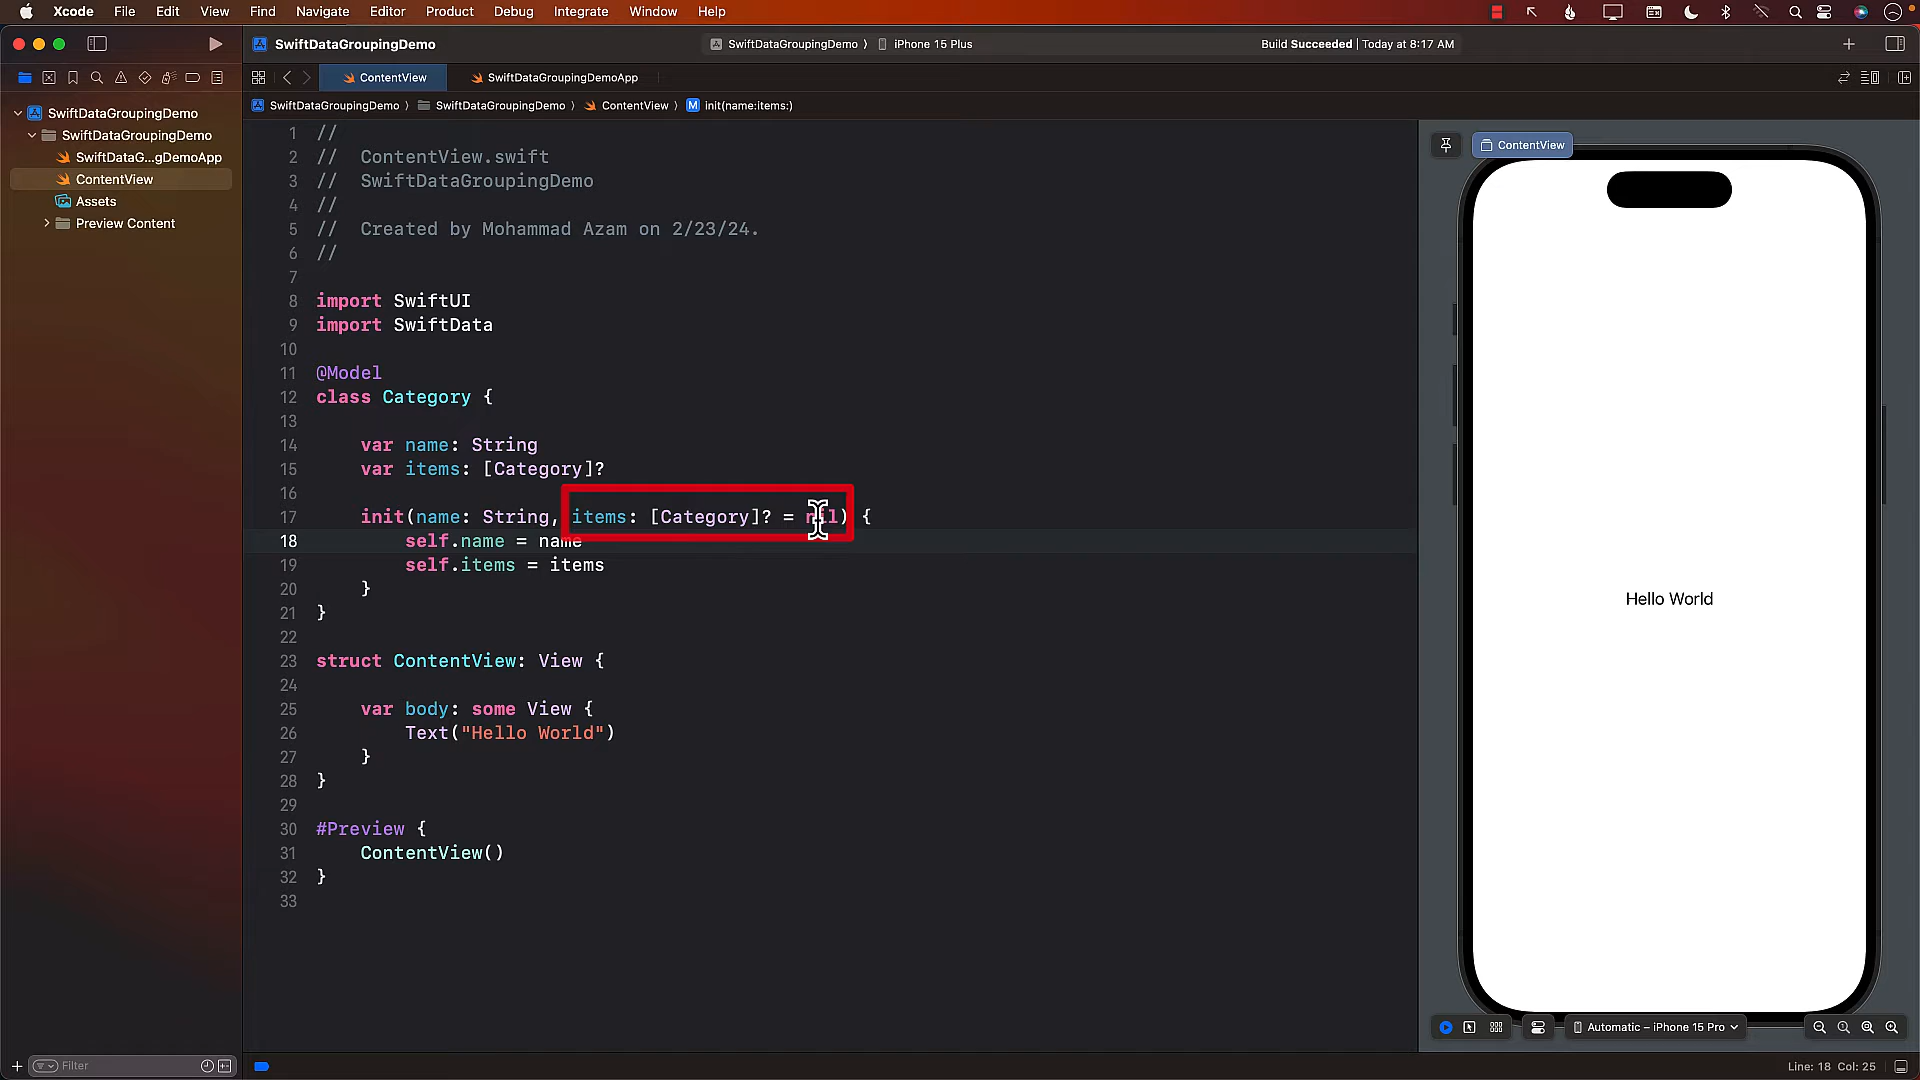 Xcode File Edit View Find Navigate Editor Product Debug Integrate Window Help
SwiftDataGroupingDemo
SwiftDataGroupingDemo ⟩ iPhone 15 Plus
Build Succeeded | Today at 8:17 AM
ContentView
SwiftDataGroupingDemoApp
SwiftDataGroupingDemo ⟩ SwiftDataGroupingDemo ⟩ ContentView ⟩ M init(name:items:)
SwiftDataGroupingDemo
SwiftDataGroupingDemo
SwiftDataG...gDemoApp
ContentView
Assets
Preview Content
1 //
2 //  ContentView.swift
3 //  SwiftDataGroupingDemo
4 //
5 //  Created by Mohammad Azam on 2/23/24.
6 //
7
8 import SwiftUI
9 import SwiftData
10
11 @Model
12 class Category {
13
14     var name: String
15     var items: [Category]?
16
17     init(name: String, items: [Category]? = nil) {
18         self.name = name
19         self.items = items
20     }
21 }
22
23 struct ContentView: View {
24
25     var body: some View {
26         Text("Hello World")
27     }
28 }
29
30 #Preview {
31     ContentView()
32 }
33
ContentView
Hello World
Automatic – iPhone 15 Pro
Filter
Line: 18 Col: 25